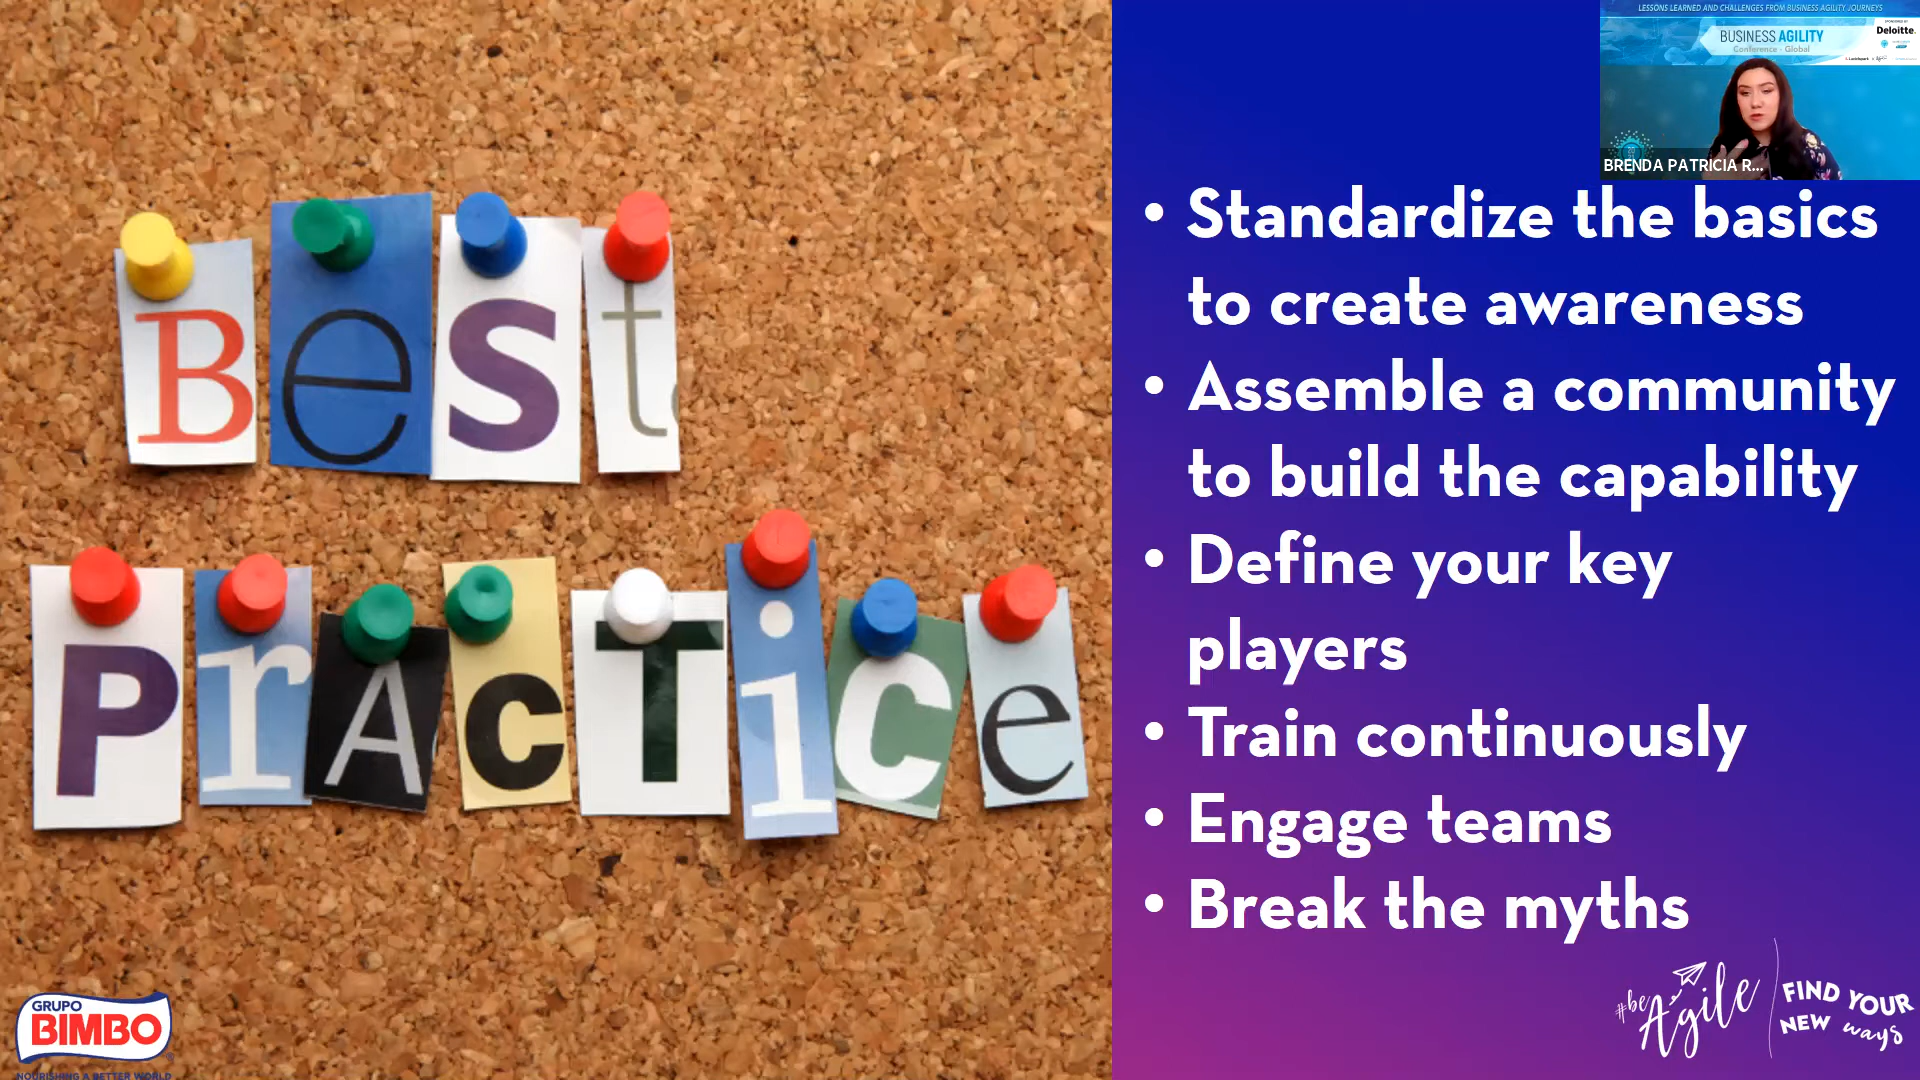 LESSONS LEARNED AND CHALLENGES FROM BUSINESS AGILITY JOURNEYS
BUSINESS AGILITY
Conference - Global
Deloitte.
BRENDA PATRICIA R...
Best
PrAcTice
• Standardize the basics
to create awareness
• Assemble a community
to build the capability
• Define your key
players
• Train continuously
• Engage teams
• Break the myths
GRUPO
BIMBO
®
NOURISHING A BETTER WORLD
#be Agile
FIND YOUR
NEW ways